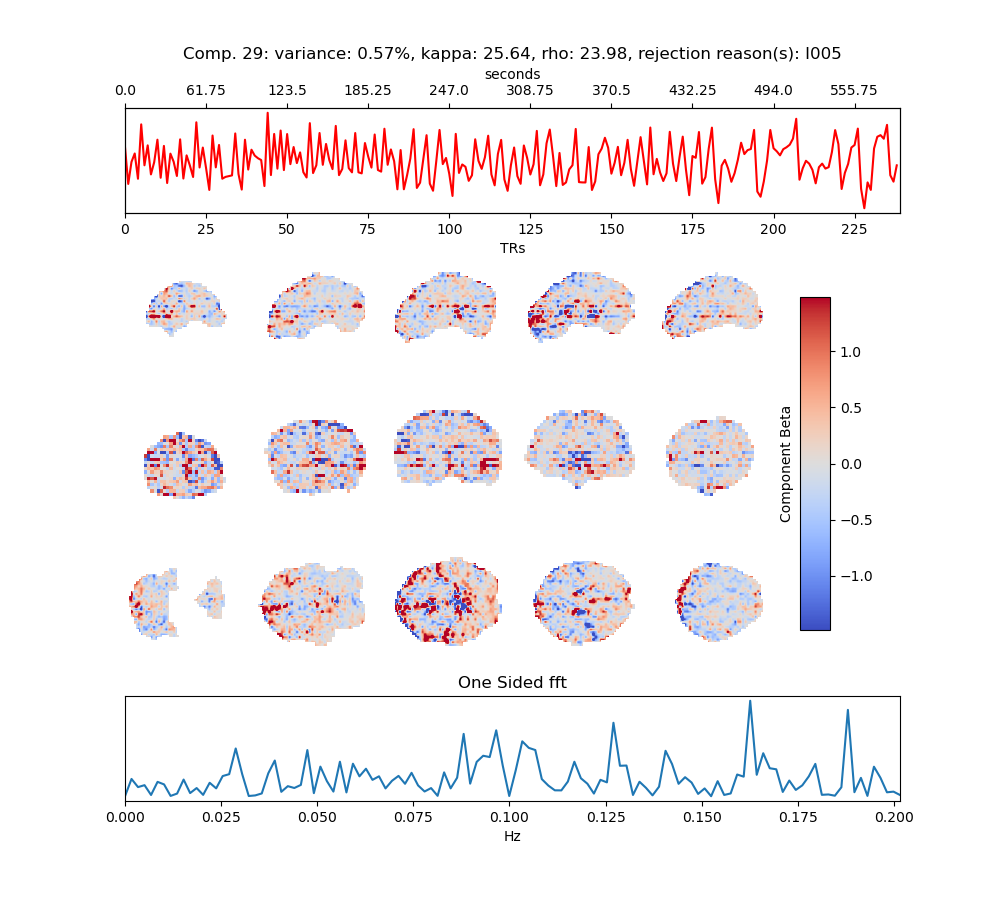 Comp. 29: variance: 0.57%, kappa: 25.64, rho: 23.98, rejection reason(s): I005
seconds
0.0 61.75 123.5 185.25 247.0 308.75 370.5 432.25 494.0 555.75
0 25 50 75 100 125 150 175 200 225
TRs
1.0
0.5
0.0
−0.5
−1.0
Component Beta
One Sided fft
0.000 0.025 0.050 0.075 0.100 0.125 0.150 0.175 0.200
Hz